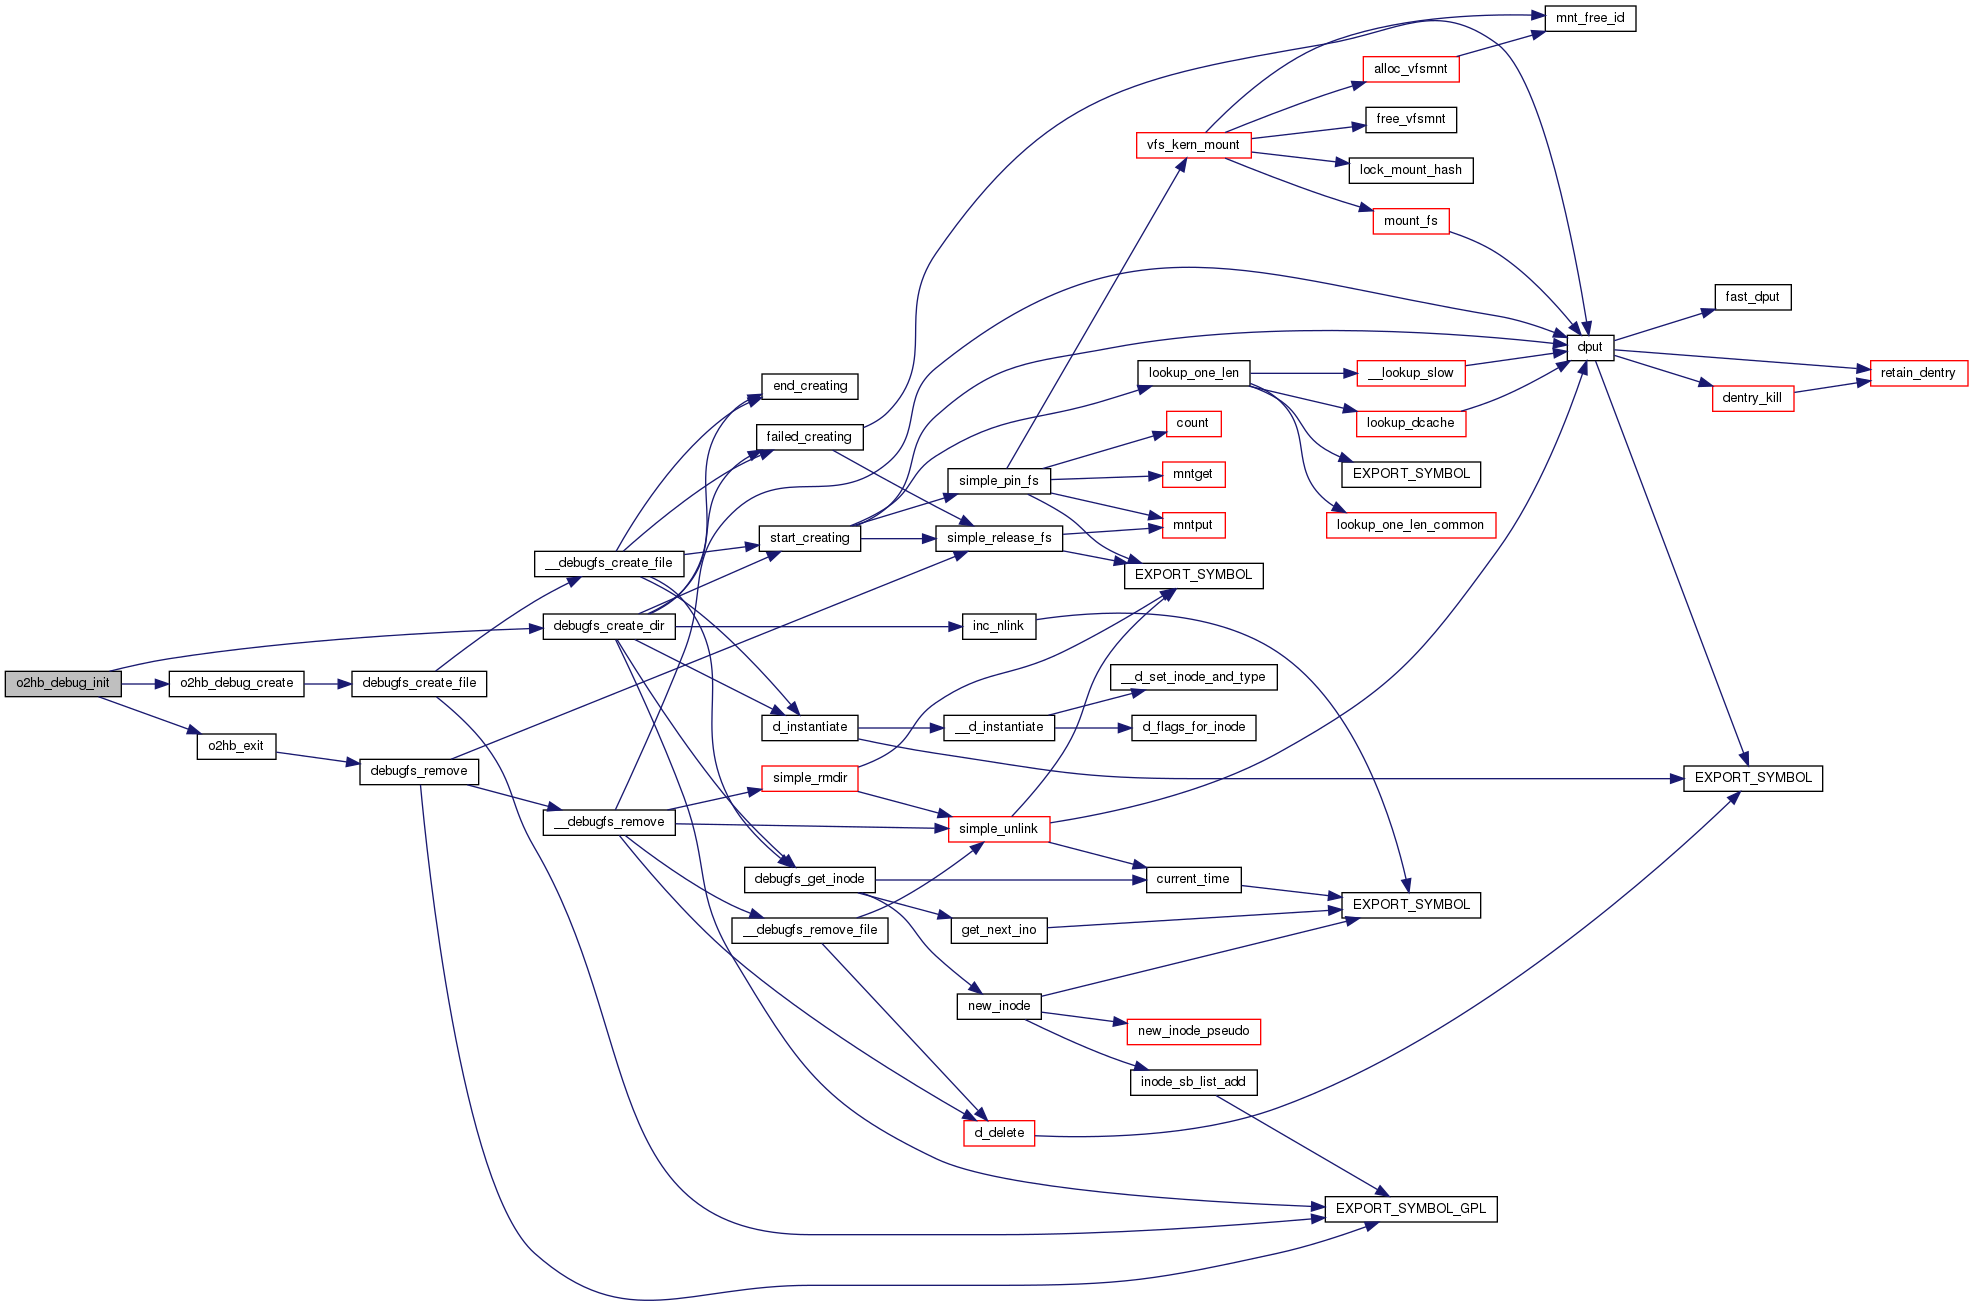 o2hb_debug_init
o2hb_debug_create
o2hb_exit
debugfs_create_file
debugfs_remove
__debugfs_create_file
debugfs_create_dir
__debugfs_remove
end_creating
failed_creating
start_creating
d_instantiate
simple_rmdir
debugfs_get_inode
__debugfs_remove_file
simple_pin_fs
simple_release_fs
inc_nlink
__d_instantiate
simple_unlink
get_next_ino
new_inode
d_delete
vfs_kern_mount
lookup_one_len
count
mntget
mntput
EXPORT_SYMBOL
__d_set_inode_and_type
d_flags_for_inode
current_time
new_inode_pseudo
inode_sb_list_add
alloc_vfsmnt
free_vfsmnt
lock_mount_hash
mount_fs
__lookup_slow
lookup_dcache
EXPORT_SYMBOL
lookup_one_len_common
EXPORT_SYMBOL
EXPORT_SYMBOL_GPL
mnt_free_id
dput
fast_dput
dentry_kill
EXPORT_SYMBOL
retain_dentry